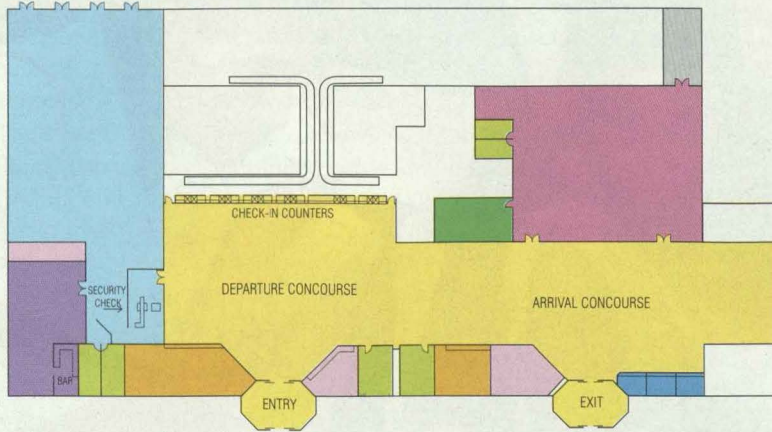 CHECK-IN COUNTERS
DEPARTURE CONCOURSE
ARRIVAL CONCOURSE
SECURITY
CHECK
BAR
ENTRY
EXIT